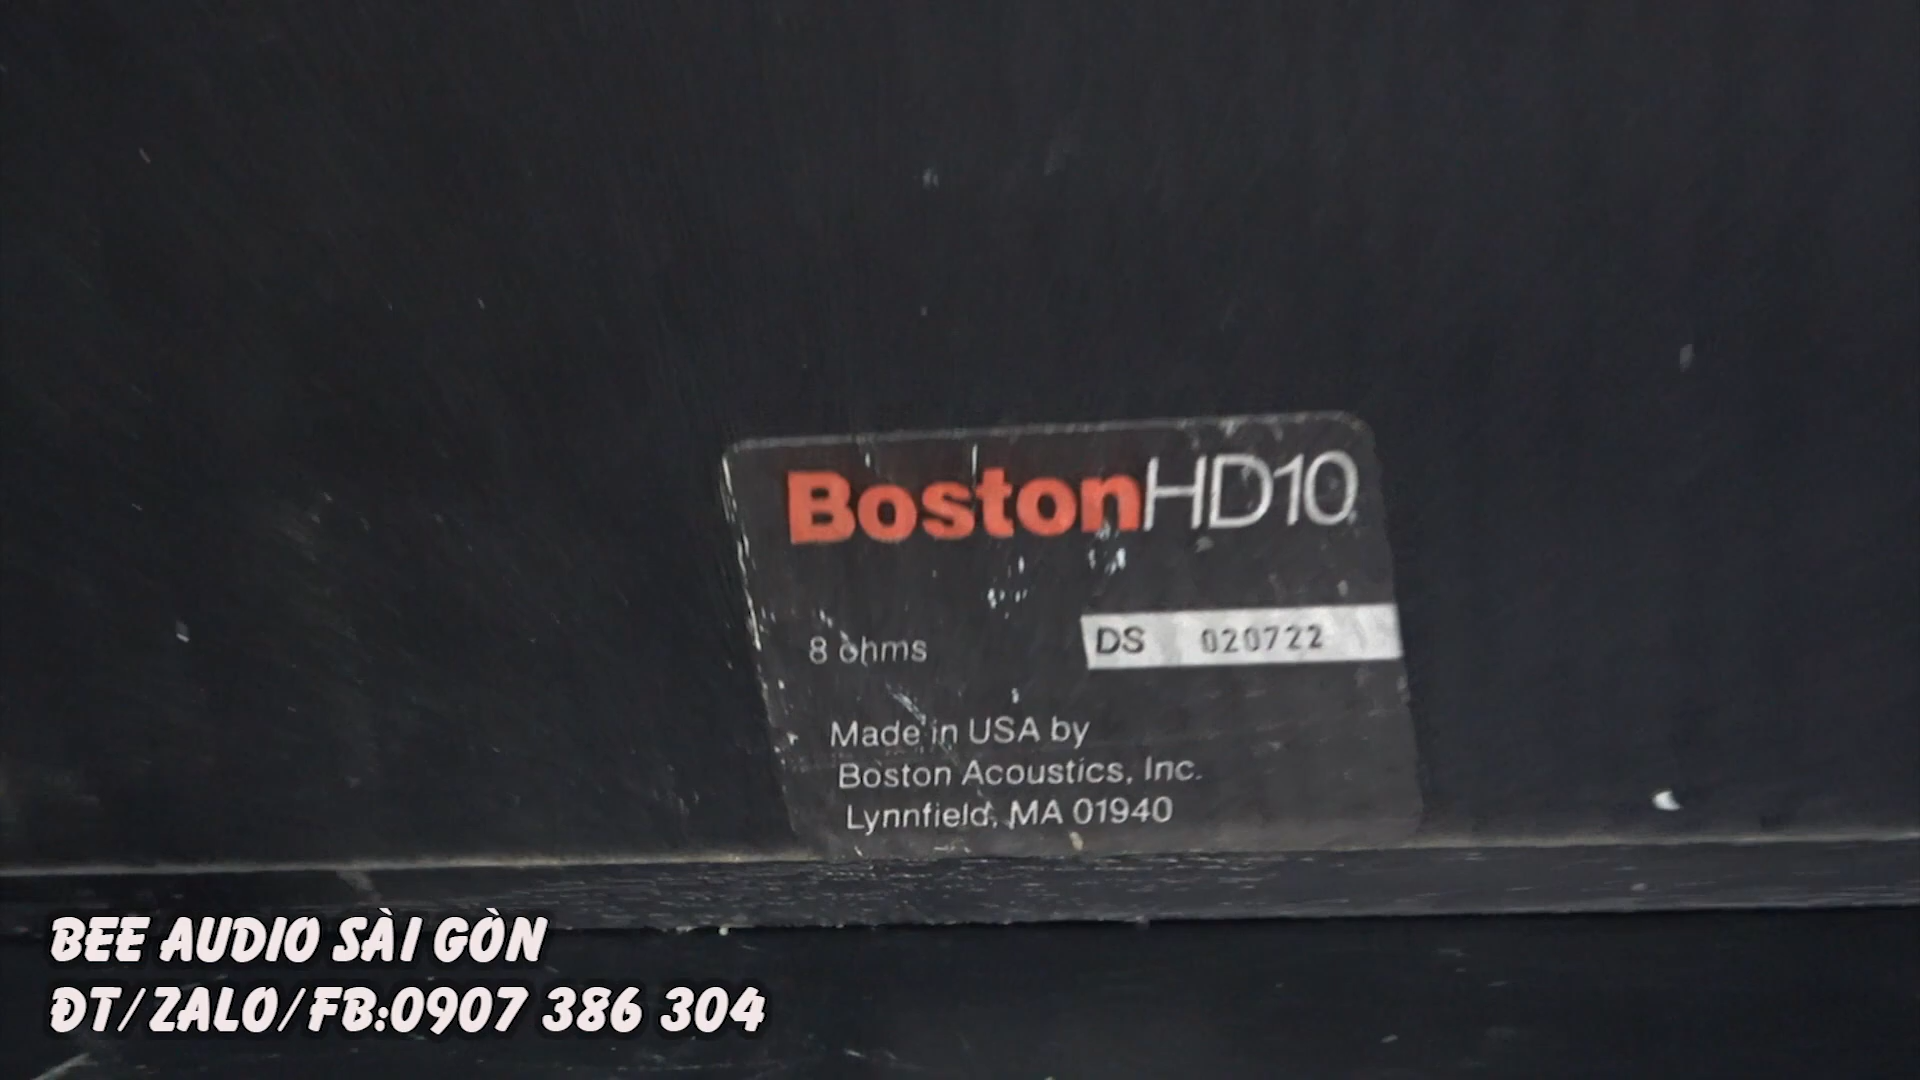 BostonHD10
8 ohms DS 020722
Made in USA by
Boston Acoustics, Inc.
Lynnfield, MA 01940
BEE AUDIO SÀI GÒN
ĐT/ZALO/FB:0907 386 304